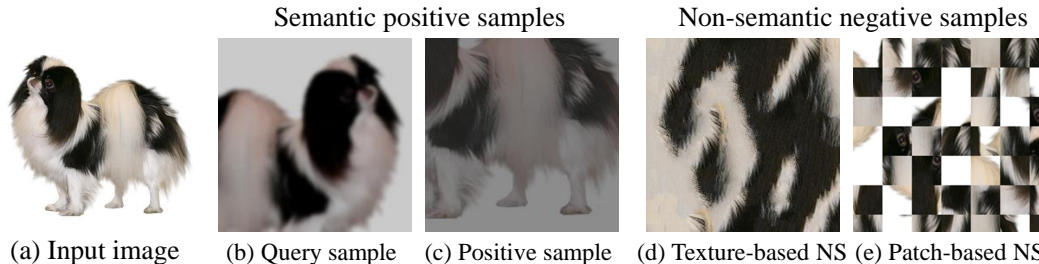 Semantic positive samples
Non-semantic negative samples
(a) Input image
(b) Query sample
(c) Positive sample
(d) Texture-based NS
(e) Patch-based NS